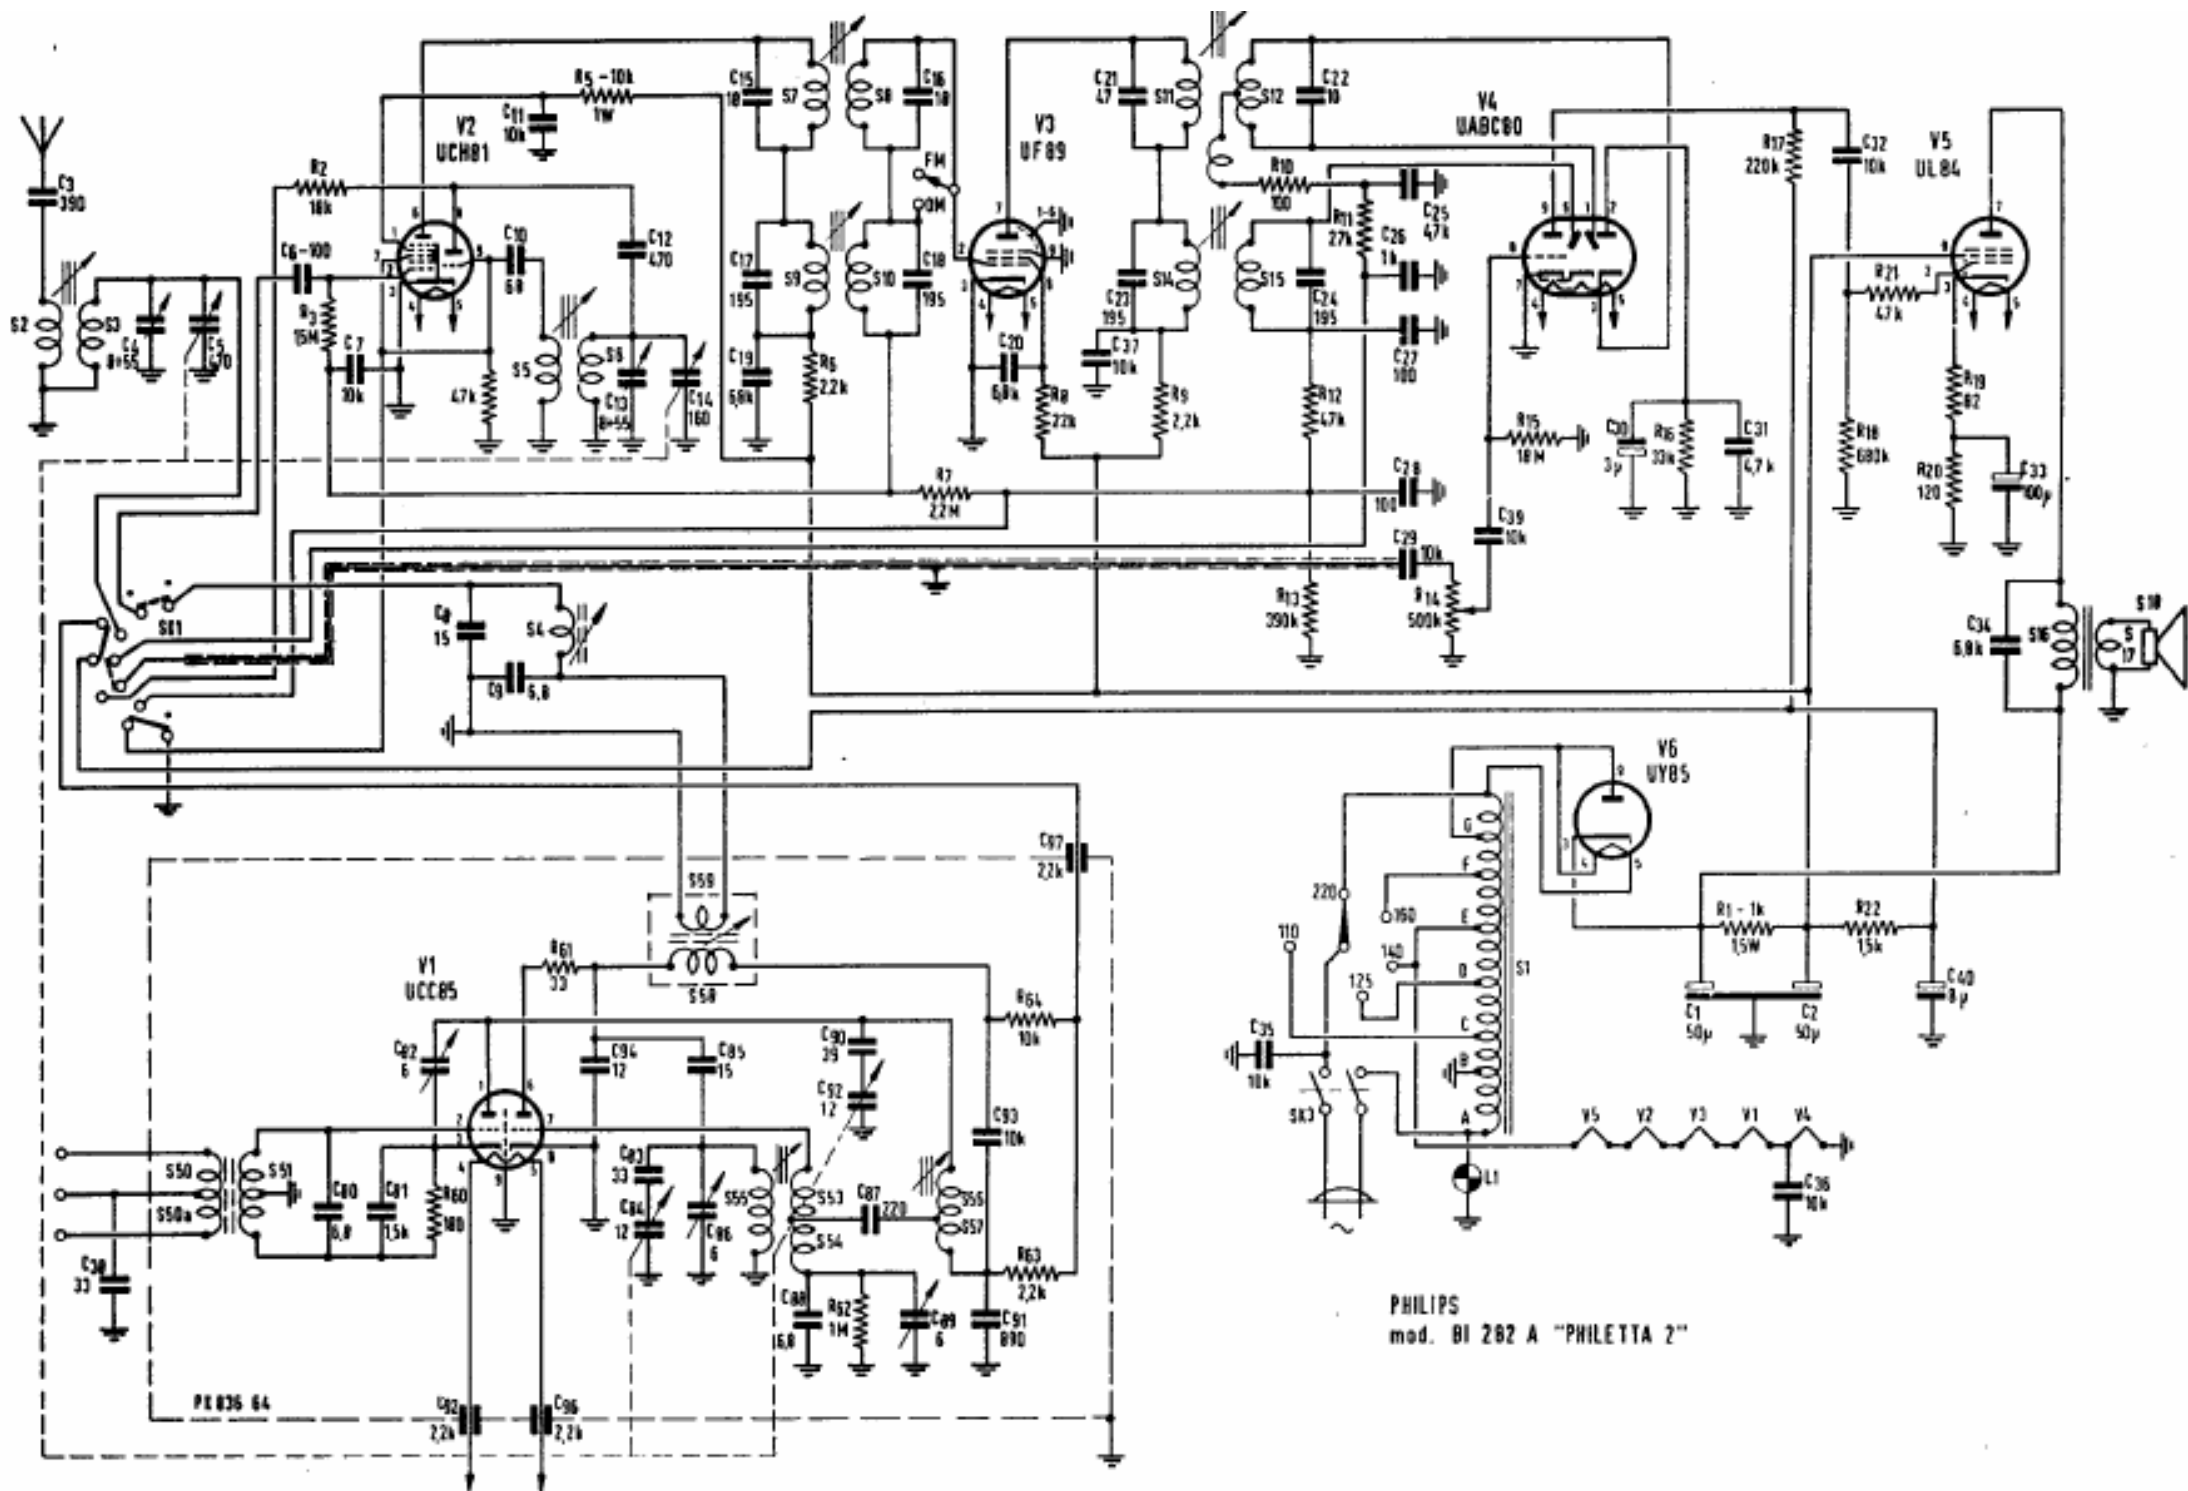 C3
390
S2
S3
C4
8+55
C5
470
R2
18k
C6-100
R3
15M
C7
10k
V2
UCH81
C11
10k
R5-10k
1W
C10
68
C12
470
47k
S5
S6
C13
8+55
C14
160
C15
18
S7
S8
C16
18
C17
195
S9
S10
C18
195
C19
6,8k
R6
2,2k
FM
OM
V3
UF89
C20
6,8k
R8
22k
C21
47
S11
S12
C22
18
C23
195
S14
S15
C24
195
C37
10k
R9
2,2k
R10
100
R11
27k
C25
47k
C26
1k
C27
100
R12
47k
R7
2,2M
C28
100
C29
10k
R13
390k
R14
500k
C39
10k
V4
UABC80
R15
18M
C30
3µ
R16
33k
C31
4,7k
R17
220k
C32
10k
V5
UL84
R21
47k
R18
680k
R19
82
R20
120
C33
100µ
C34
6,8k
S16
S
17
S18
S61
C8
15
S4
C9
6,8
C97
2,2k
S59
S58
R61
33
V1
UCC85
C82
6
C94
12
C85
15
C90
39
C92
12
R64
10k
C93
10k
S50
S50a
S51
C80
6,8
C81
1,5k
R60
180
C83
33
C84
12
C86
6
S55
S53
S54
C87
220
S56
S57
R63
2,2k
C38
33
C88
6,8
R62
1M
C89
6
C91
890
PK836 64
C92
2,2k
C96
2,2k
V6
UY85
220
160
110
140
125
G
F
E
D
C
B
A
S1
C35
10k
SK3
L1
V5
V2
V3
V1
V4
C36
10k
R1-1k
1,5W
R22
1,5k
C1
50µ
C2
50µ
C40
8µ
PHILIPS
mod. BI 282 A "PHILETTA 2"